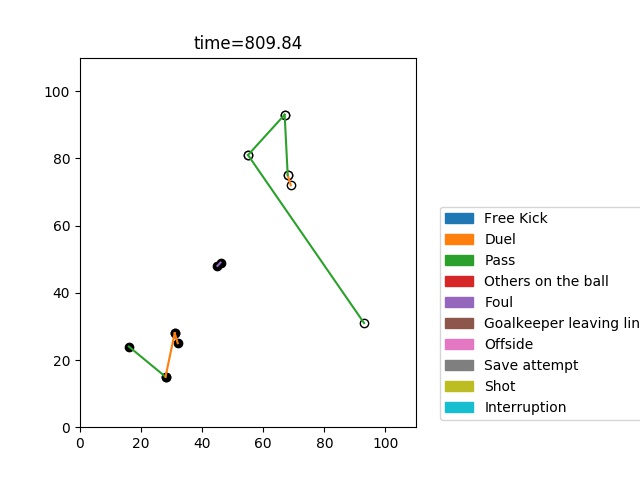 time=809.84
100
80
60
40
20
0
0 20 40 60 80 100
Free Kick
Duel
Pass
Others on the ball
Foul
Goalkeeper leaving lin
Offside
Save attempt
Shot
Interruption